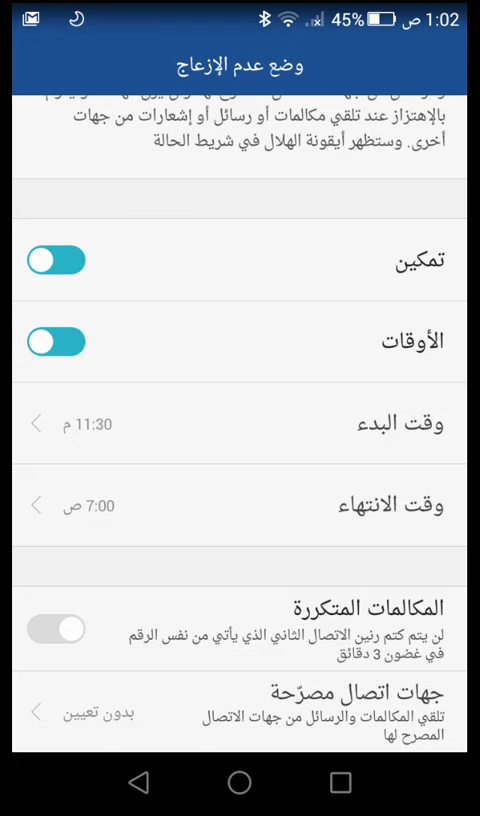 1:02 ص 45%
وضع عدم الإزعاج
بالإهتزاز عند تلقي مكالمات أو رسائل أو إشعارات من جهات
أخرى. وستظهر أيقونة الهلال في شريط الحالة
تمكين
الأوقات
وقت البدء 11:30 م
وقت الانتهاء 7:00 ص
المكالمات المتكررة
لن يتم كتم رنين الاتصال الثاني الذي يأتي من نفس الرقم
في غضون 3 دقائق
جهات اتصال مصرّحة
بدون تعيين
تلقي المكالمات والرسائل من جهات الاتصال
المصرح لها